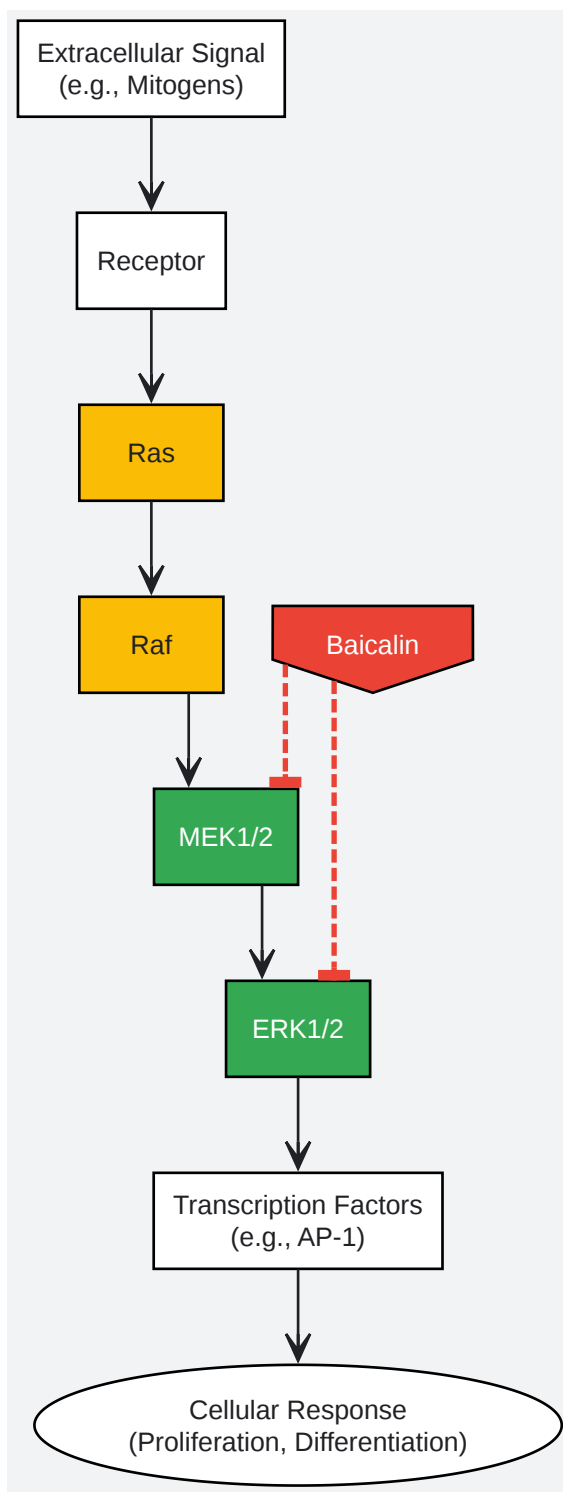 Extracellular Signal
(e.g., Mitogens)
Receptor
Ras
Raf
Baicalin
MEK1/2
ERK1/2
Transcription Factors
(e.g., AP-1)
Cellular Response
(Proliferation, Differentiation)